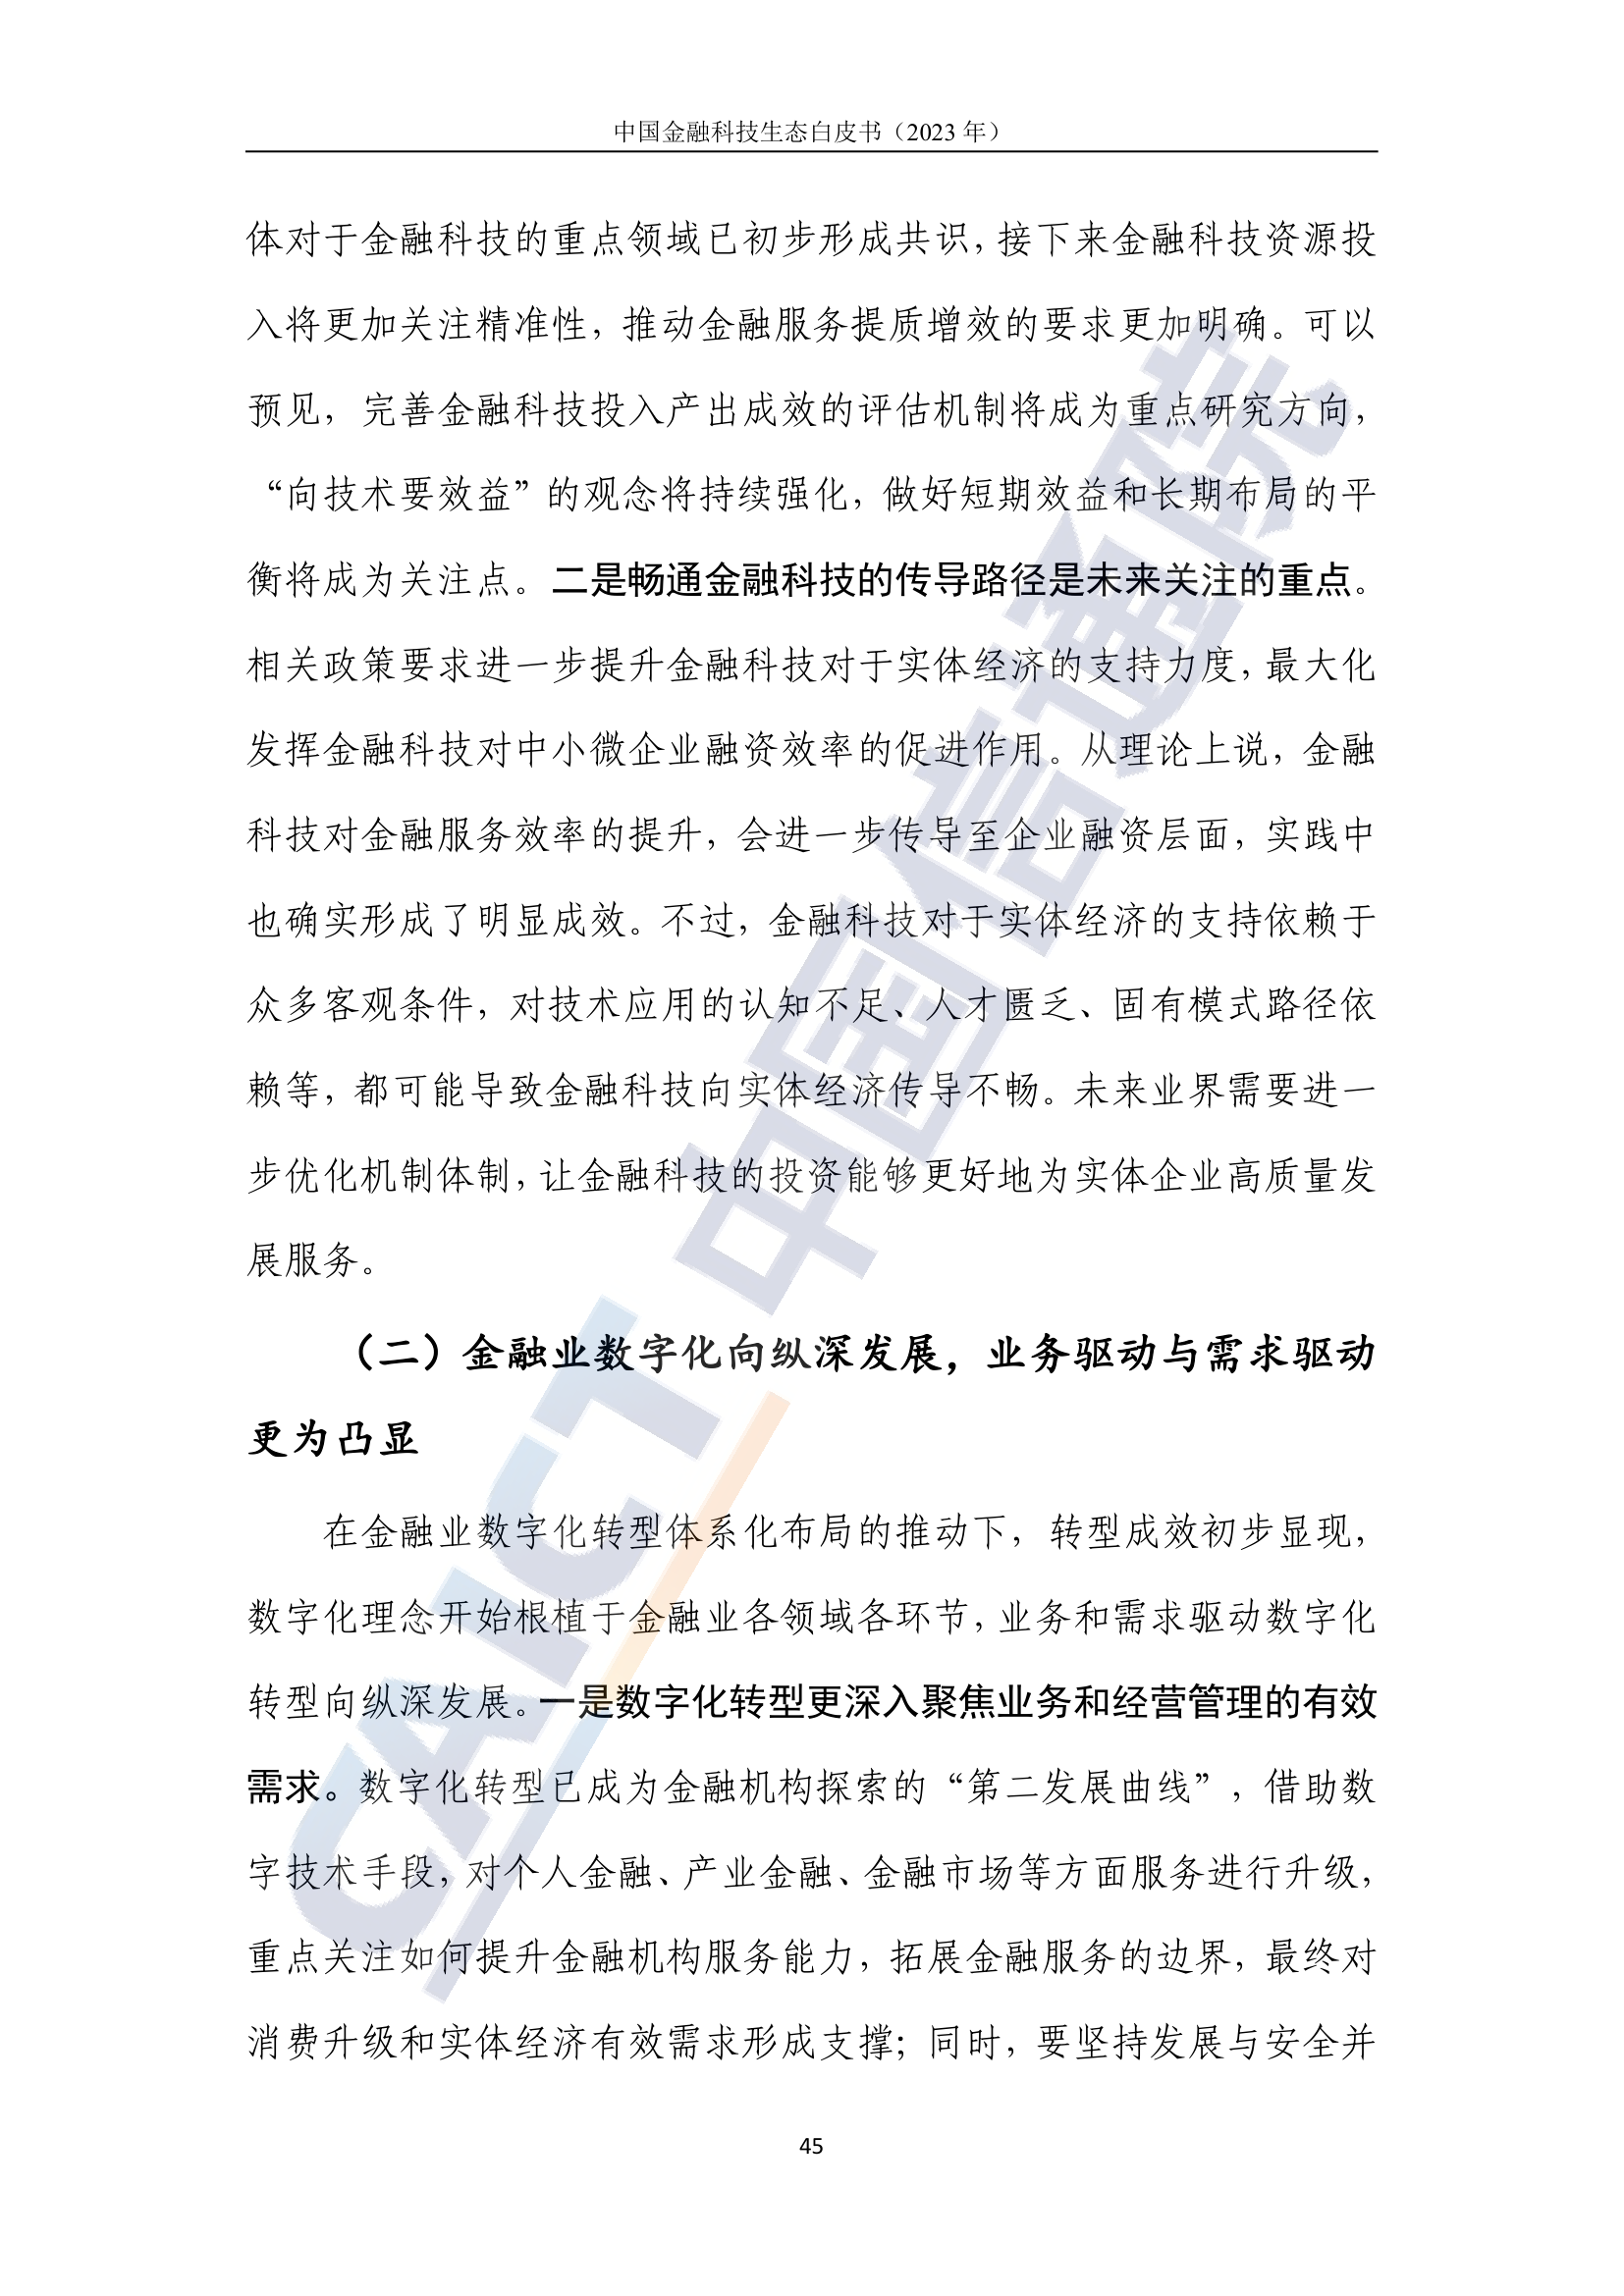 中国金融科技生态白皮书（2023 年）
体对于金融科技的重点领域已初步形成共识，接下来金融科技资源投
入将更加关注精准性，推动金融服务提质增效的要求更加明确。可以
预见，完善金融科技投入产出成效的评估机制将成为重点研究方向，
“向技术要效益”的观念将持续强化，做好短期效益和长期布局的平
衡将成为关注点。二是畅通金融科技的传导路径是未来关注的重点。
相关政策要求进一步提升金融科技对于实体经济的支持力度，最大化
发挥金融科技对中小微企业融资效率的促进作用。从理论上说，金融
科技对金融服务效率的提升，会进一步传导至企业融资层面，实践中
也确实形成了明显成效。不过，金融科技对于实体经济的支持依赖于
众多客观条件，对技术应用的认知不足、人才匮乏、固有模式路径依
赖等，都可能导致金融科技向实体经济传导不畅。未来业界需要进一
步优化机制体制，让金融科技的投资能够更好地为实体企业高质量发
展服务。
（二）金融业数字化向纵深发展，业务驱动与需求驱动
更为凸显
在金融业数字化转型体系化布局的推动下，转型成效初步显现，
数字化理念开始根植于金融业各领域各环节，业务和需求驱动数字化
转型向纵深发展。一是数字化转型更深入聚焦业务和经营管理的有效
需求。数字化转型已成为金融机构探索的“第二发展曲线”，借助数
字技术手段，对个人金融、产业金融、金融市场等方面服务进行升级，
重点关注如何提升金融机构服务能力，拓展金融服务的边界，最终对
消费升级和实体经济有效需求形成支撑；同时，要坚持发展与安全并
45
CAICT 中国信通院